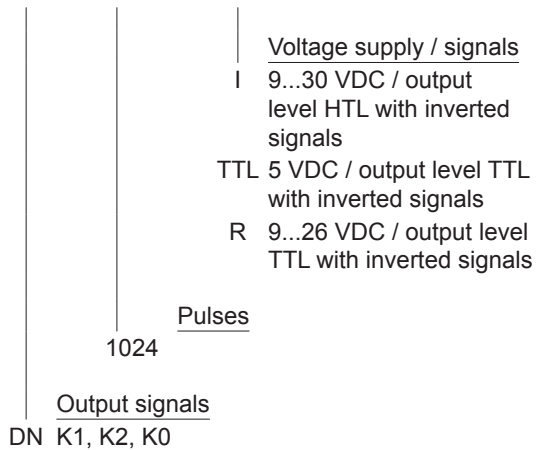 Voltage supply / signals
I 9...30 VDC / output
level HTL with inverted
signals
TTL 5 VDC / output level TTL
with inverted signals
R 9...26 VDC / output level
TTL with inverted signals
Pulses
1024
Output signals
DN K1, K2, K0